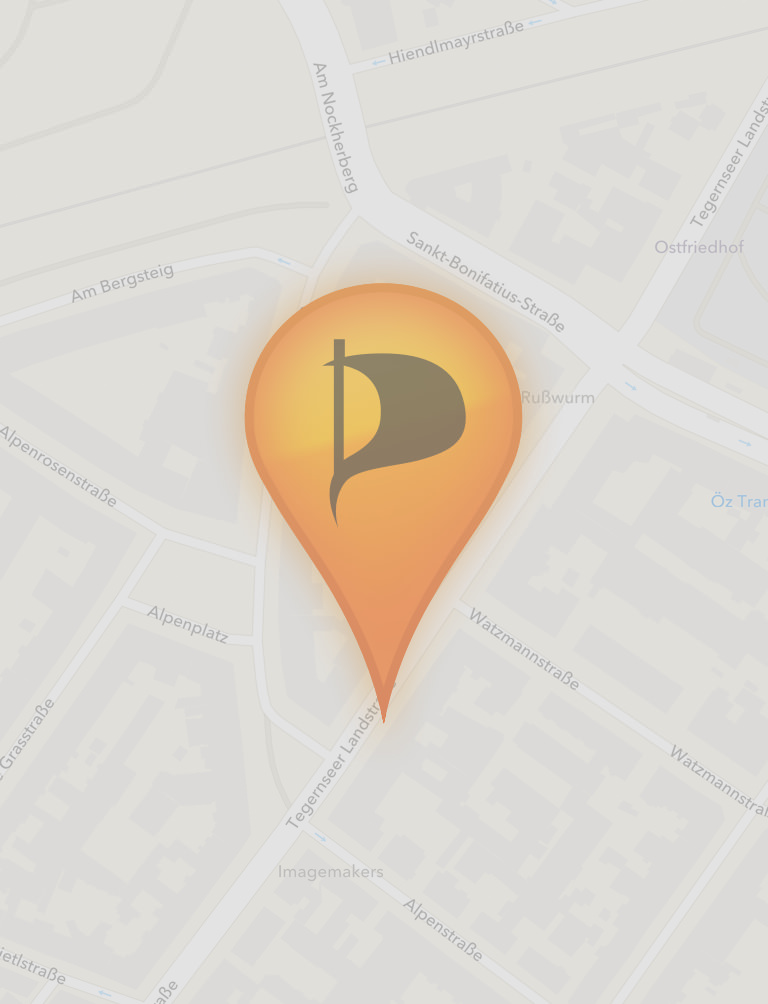 Hiendlmayrstraße
Am Nockherberg
Tegernseer Landst
Ostfriedhof
Sankt-Bonifatius-Straße
Am Bergsteig
Rußwurm
Alpenrosenstraße
Öz Tran
Alpenplatz
Watzmannstraße
Grasstraße
Tegernseer Landstr
Watzmannstraß
Imagemakers
Alpenstraße
ietlstraße
aße